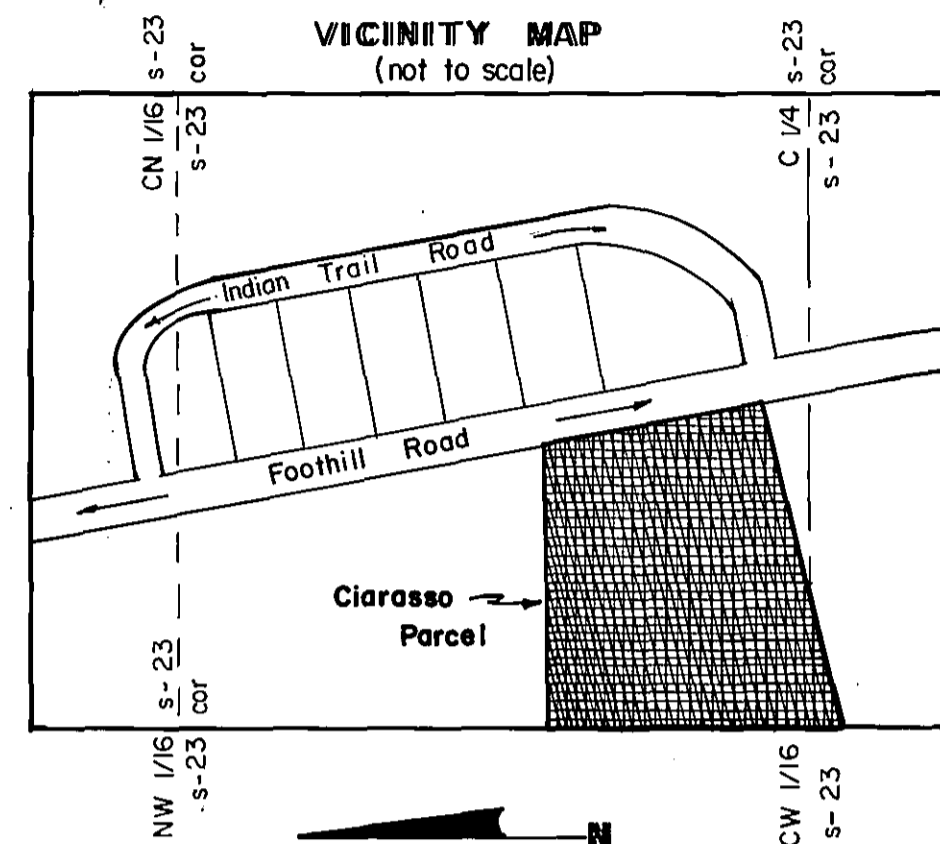 VICINITY MAP
(not to scale)
s-23
cor
s-23
cor
CN 1/16
s-23
C 1/4
s-23
Indian Trail Road
Foothill Road
Ciarasso
Parcel
s-23
cor
NW 1/16
s-23
CW 1/16
s-23
N